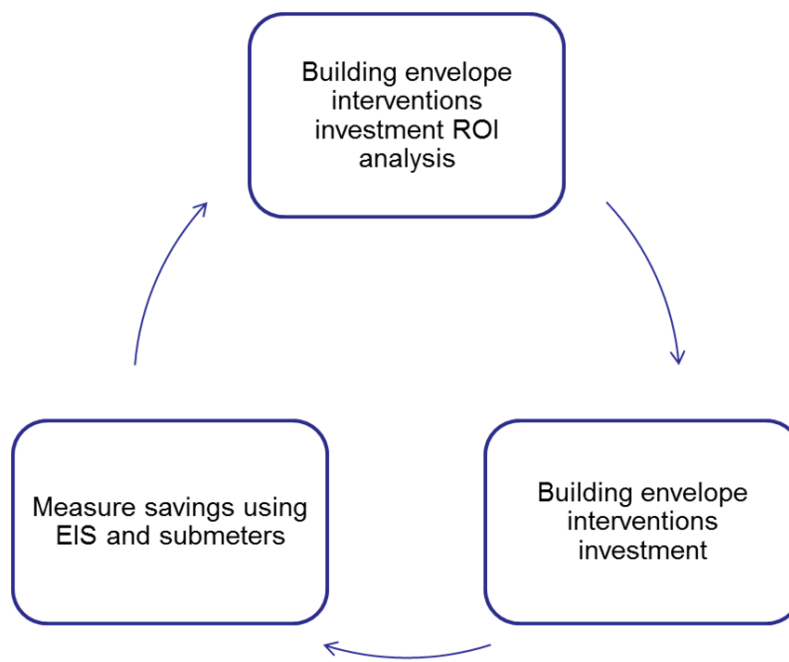 Building envelope
interventions
investment ROI
analysis
Measure savings using
EIS and submeters
Building envelope
interventions
investment